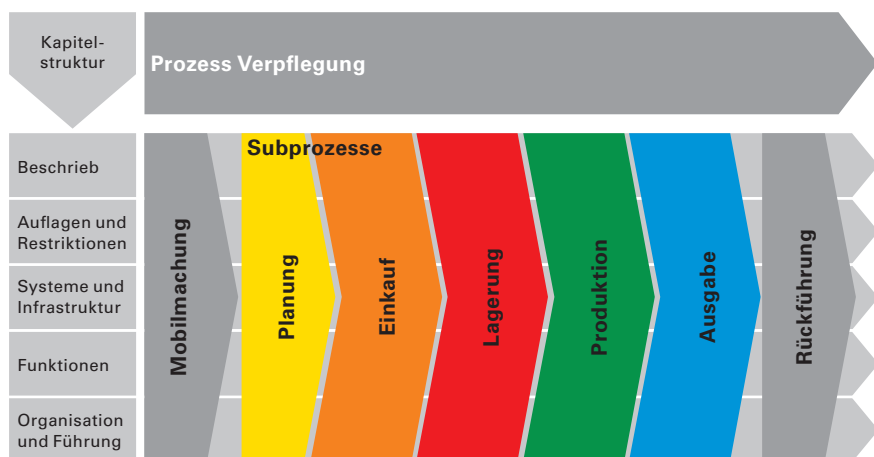 Kapitel-
struktur
Prozess Verpflegung
Subprozesse
Beschrieb
Auflagen und
Restriktionen
Systeme und
Infrastruktur
Funktionen
Organisation
und Führung
Mobilmachung
Planung
Einkauf
Lagerung
Produktion
Ausgabe
Rückführung